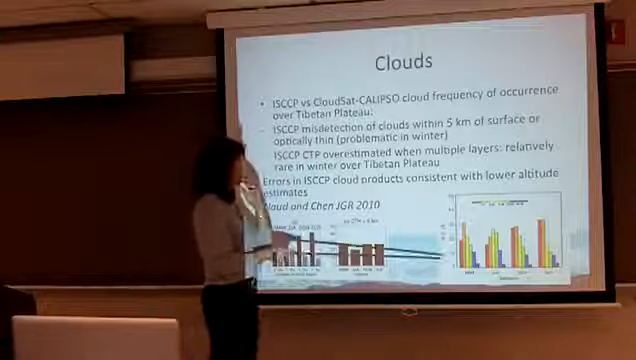 Clouds
• ISCCP vs CloudSat-CALIPSO cloud frequency of occurrence
over Tibetan Plateau:
– ISCCP misdetection of clouds within 5 km of surface or
optically thin (problematic in winter)
ISCCP CTP overestimated when multiple layers: relatively
rare in winter over Tibetan Plateau
Errors in ISCCP cloud products consistent with lower altitude
estimates
Naud and Chen JGR 2010